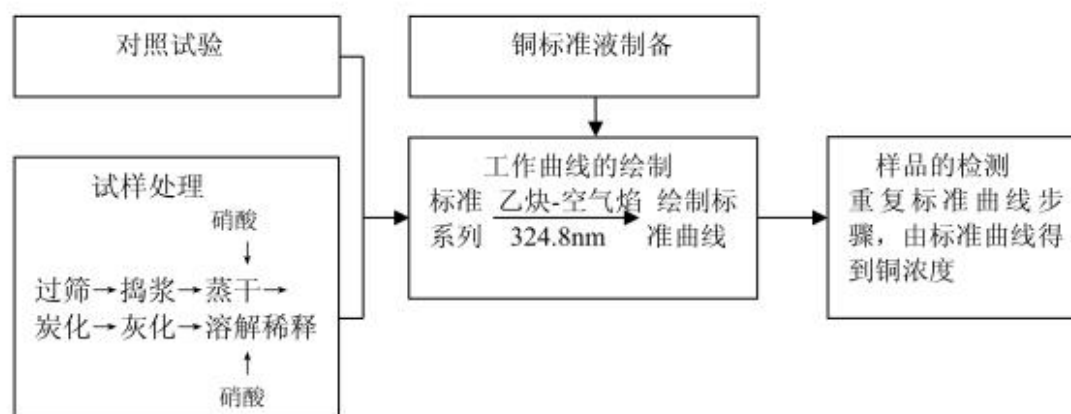 对照试验
铜标准液制备
试样处理
硝酸
过筛→捣浆→蒸干→
炭化→灰化→溶解稀释
硝酸
工作曲线的绘制
标准 乙炔-空气焰 绘制标
系列 324.8nm 准曲线
样品的检测
重复标准曲线步
骤，由标准曲线得
到铜浓度